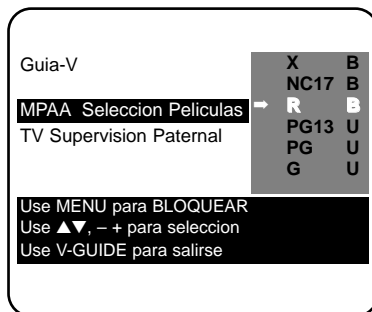 Guia-V
X B
NC17 B
MPAA Seleccion Peliculas ➡ R B
TV Supervision Paternal
PG13 U
PG U
G U
Use MENU para BLOQUEAR
Use ▲▼, – + para seleccion
Use V-GUIDE para salirse